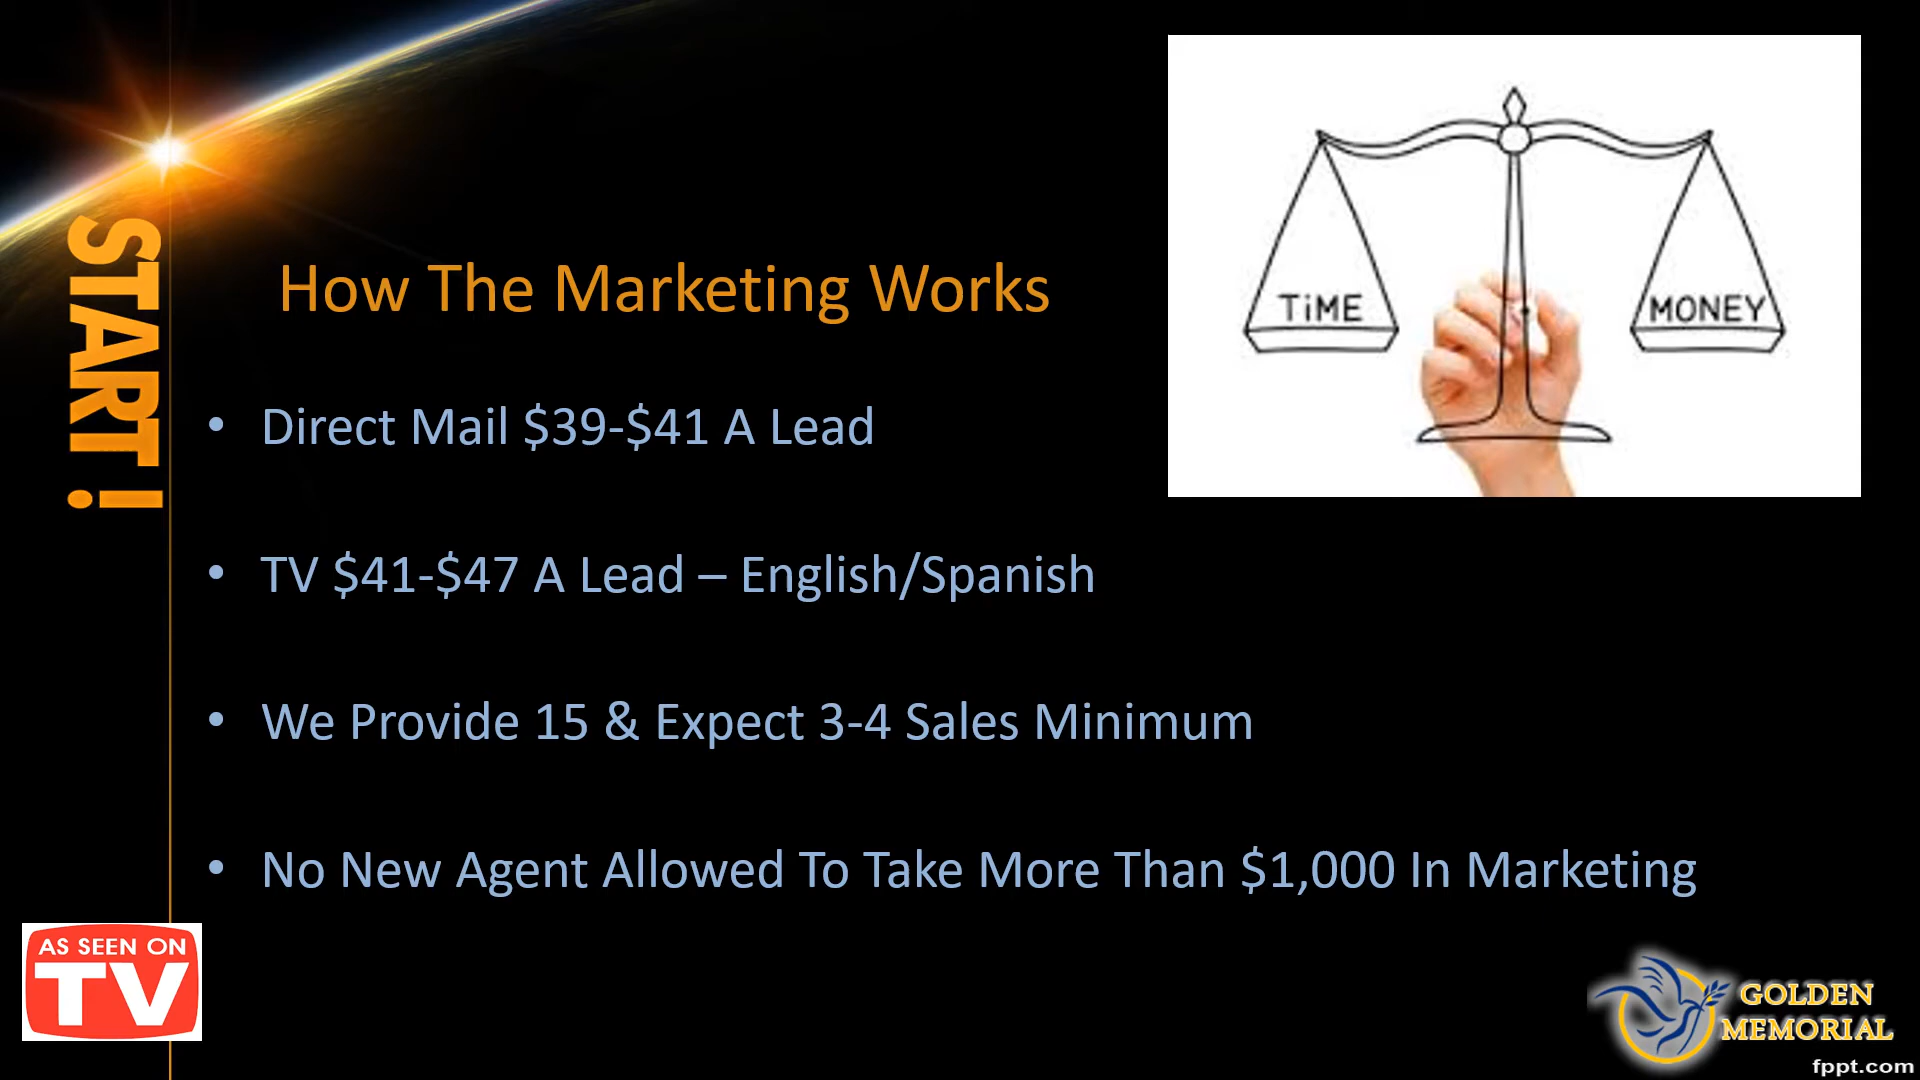 START !
How The Marketing Works
TiME
MONEY
• Direct Mail $39-$41 A Lead
• TV $41-$47 A Lead – English/Spanish
• We Provide 15 & Expect 3-4 Sales Minimum
• No New Agent Allowed To Take More Than $1,000 In Marketing
AS SEEN ON
TV
GOLDEN
MEMORIAL
fppt.com